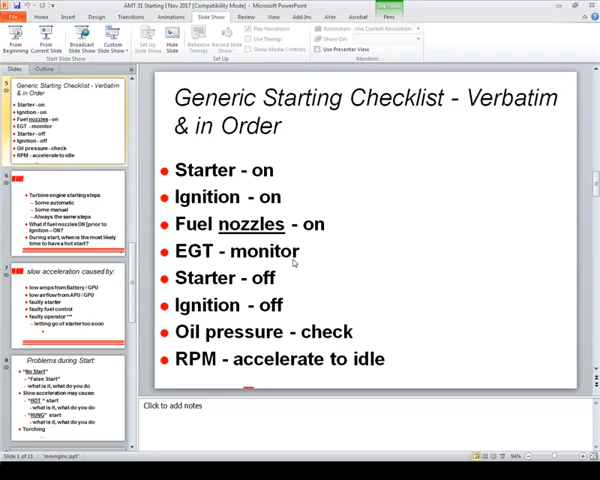 AMT 31 Starting I Nov 2017 [Compatibility Mode] - Microsoft PowerPoint
Home Insert Design Transitions Animations Slide Show Review View Add-Ins AVer Acrobat Pens
From Beginning
From Current Slide
Broadcast Slide Show
Custom Slide Show
Set Up Slide Show
Hide Slide
Rehearse Timings
Record Slide Show
Play Narrations
Use Timings
Show Media Controls
Resolution: Use Current Resolution
Show On:
Use Presenter View
Start Slide Show
Set Up
Monitors
Slides Outline
5
Generic Starting Checklist - Verbatim
& in Order
Starter - on
Ignition - on
Fuel nozzles - on
EGT - monitor
Starter - off
Ignition - off
Oil pressure - check
RPM - accelerate to idle
6
Turbine engine starting steps
– Some automatic
– Some manual
– Always the same steps
What if fuel nozzles ON [prior to
Ignition – ON?
During start, when is the most likely
time to have a hot start?
7
slow acceleration caused by:
low amps from Battery / GPU
low airflow from APU / GPU
faulty starter
faulty fuel control
faulty operator ***
– letting go of starter too soon
8
Problems during Start:
"No Start"
– "False Start"
– what is it, what do you do
Slow acceleration may cause:
– "HOT" start
– what is it, what do you do
– "HUNG" start
– what is it, what do you do
Torching
Generic Starting Checklist - Verbatim
& in Order
Starter - on
Ignition - on
Fuel nozzles - on
EGT - monitor
Starter - off
Ignition - off
Oil pressure - check
RPM - accelerate to idle
Click to add notes
Slide 1 of 11
94%